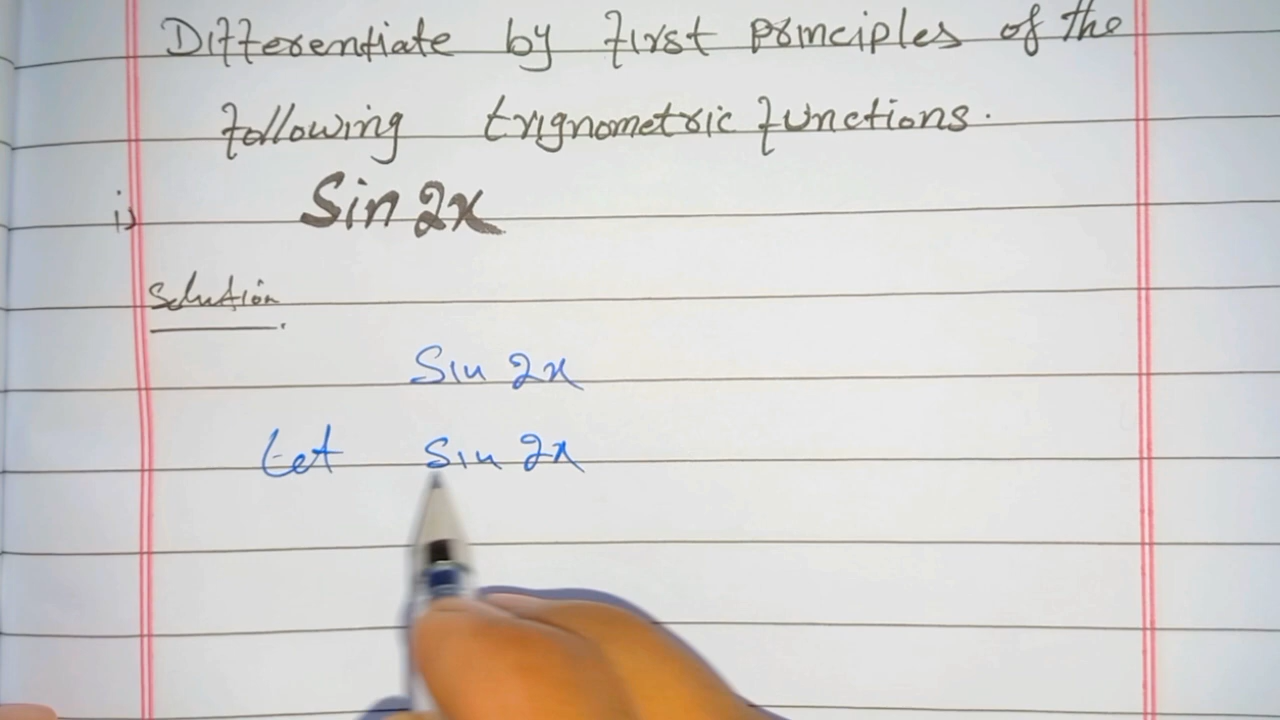 Differentiate by first principles of the
following trignometric functions.
i) Sin 2x
Solution
Sin 2x
Let Sin 2x